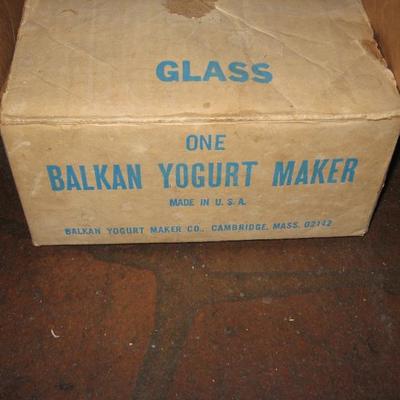 GLASS
ONE
BALKAN YOGURT MAKER
MADE IN U.S.A.
BALKAN YOGURT MAKER CO., CAMBRIDGE, MASS. 02142